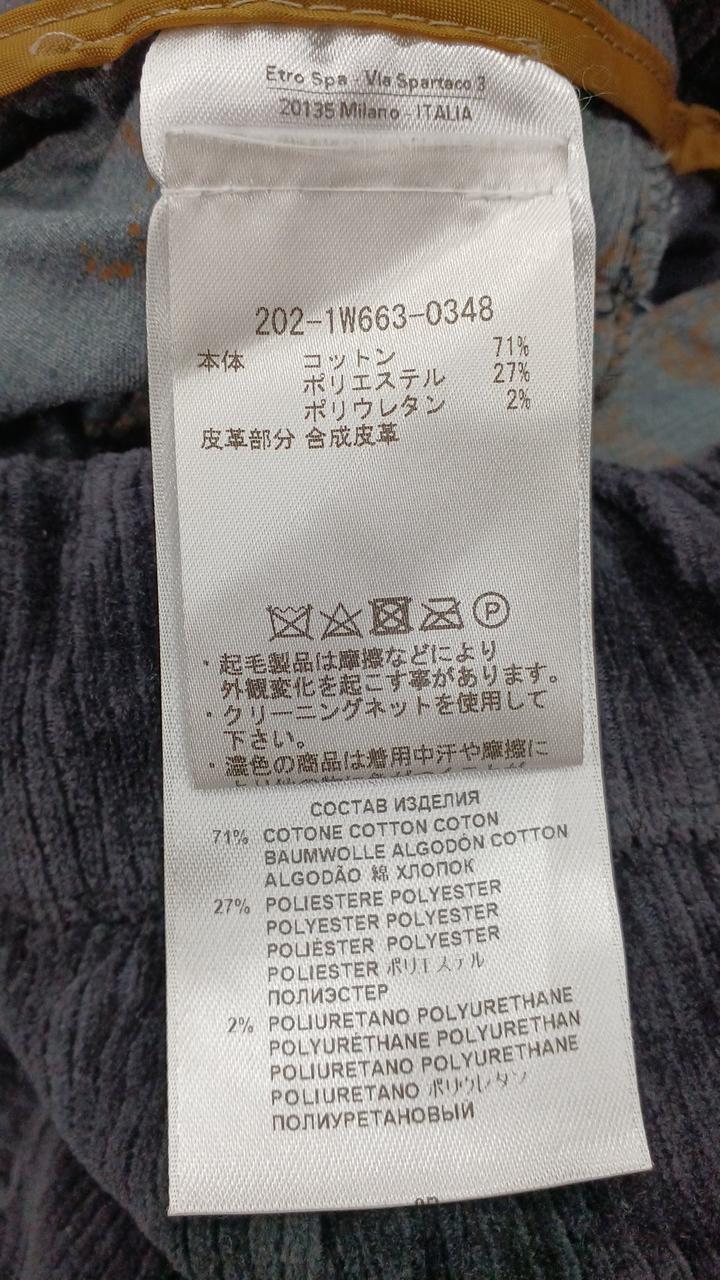 Etro Spa - Via Spartaco 3
20135 Milano - ITALIA
202-1W663-0348
本体 コットン 71%
ポリエステル 27%
ポリウレタン 2%
皮革部分 合成皮革
P
・起毛製品は摩擦などにより
外観変化を起こす事があります。
・クリーニングネットを使用して
下さい。
・濃色の商品は着用中汗や摩擦に
СОСТАВ ИЗДЕЛИЯ
71% COTONE COTTON COTON
BAUMWOLLE ALGODÓN COTTON
ALGODÃO 綿 ХЛОПОК
27% POLIESTERE POLYESTER
POLYESTER POLYESTER
POLIÉSTER POLYESTER
POLIESTER ポリエステル
ПОЛИЭСТЕР
2% POLIURETANO POLYURETHANE
POLYURÉTHANE POLYURETHAN
POLIURETANO POLYURETHANE
POLIURETANO ポリウレタン
ПОЛИУРЕТАНОВЫЙ